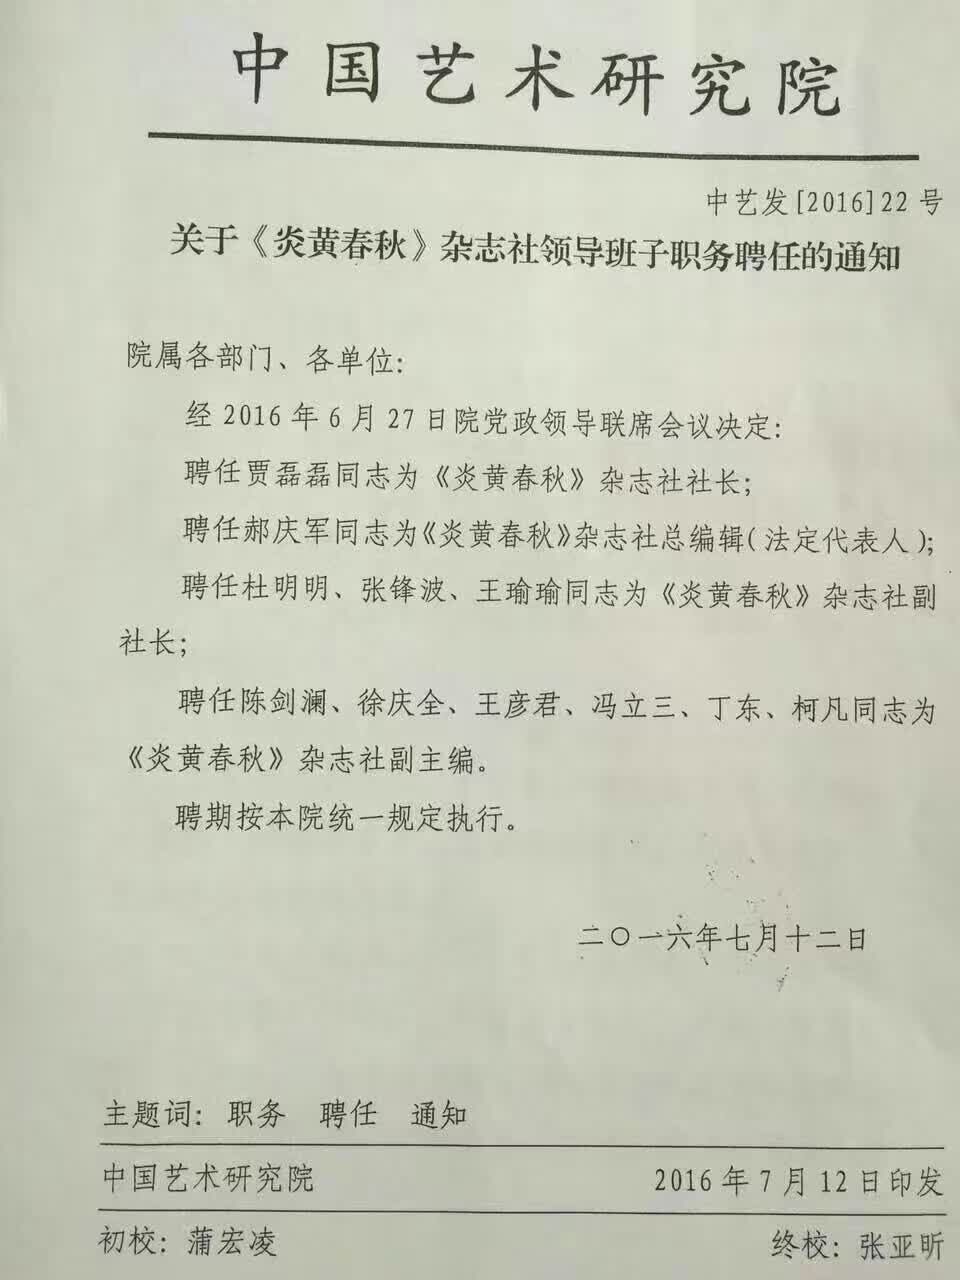 中国艺术研究院
中艺发[2016]22号
关于《炎黄春秋》杂志社领导班子职务聘任的通知
院属各部门、各单位：
经2016年6月27日院党政领导联席会议决定：
聘任贾磊磊同志为《炎黄春秋》杂志社社长；
聘任郝庆军同志为《炎黄春秋》杂志社总编辑（法定代表人）；
聘任杜明明、张锋波、王瑜瑜同志为《炎黄春秋》杂志社副
社长；
聘任陈剑澜、徐庆全、王彦君、冯立三、丁东、柯凡同志为
《炎黄春秋》杂志社副主编。
聘期按本院统一规定执行。
二〇一六年七月十二日
主题词：职务 聘任 通知
中国艺术研究院 2016年7月12日印发
初校：蒲宏凌 终校：张亚昕